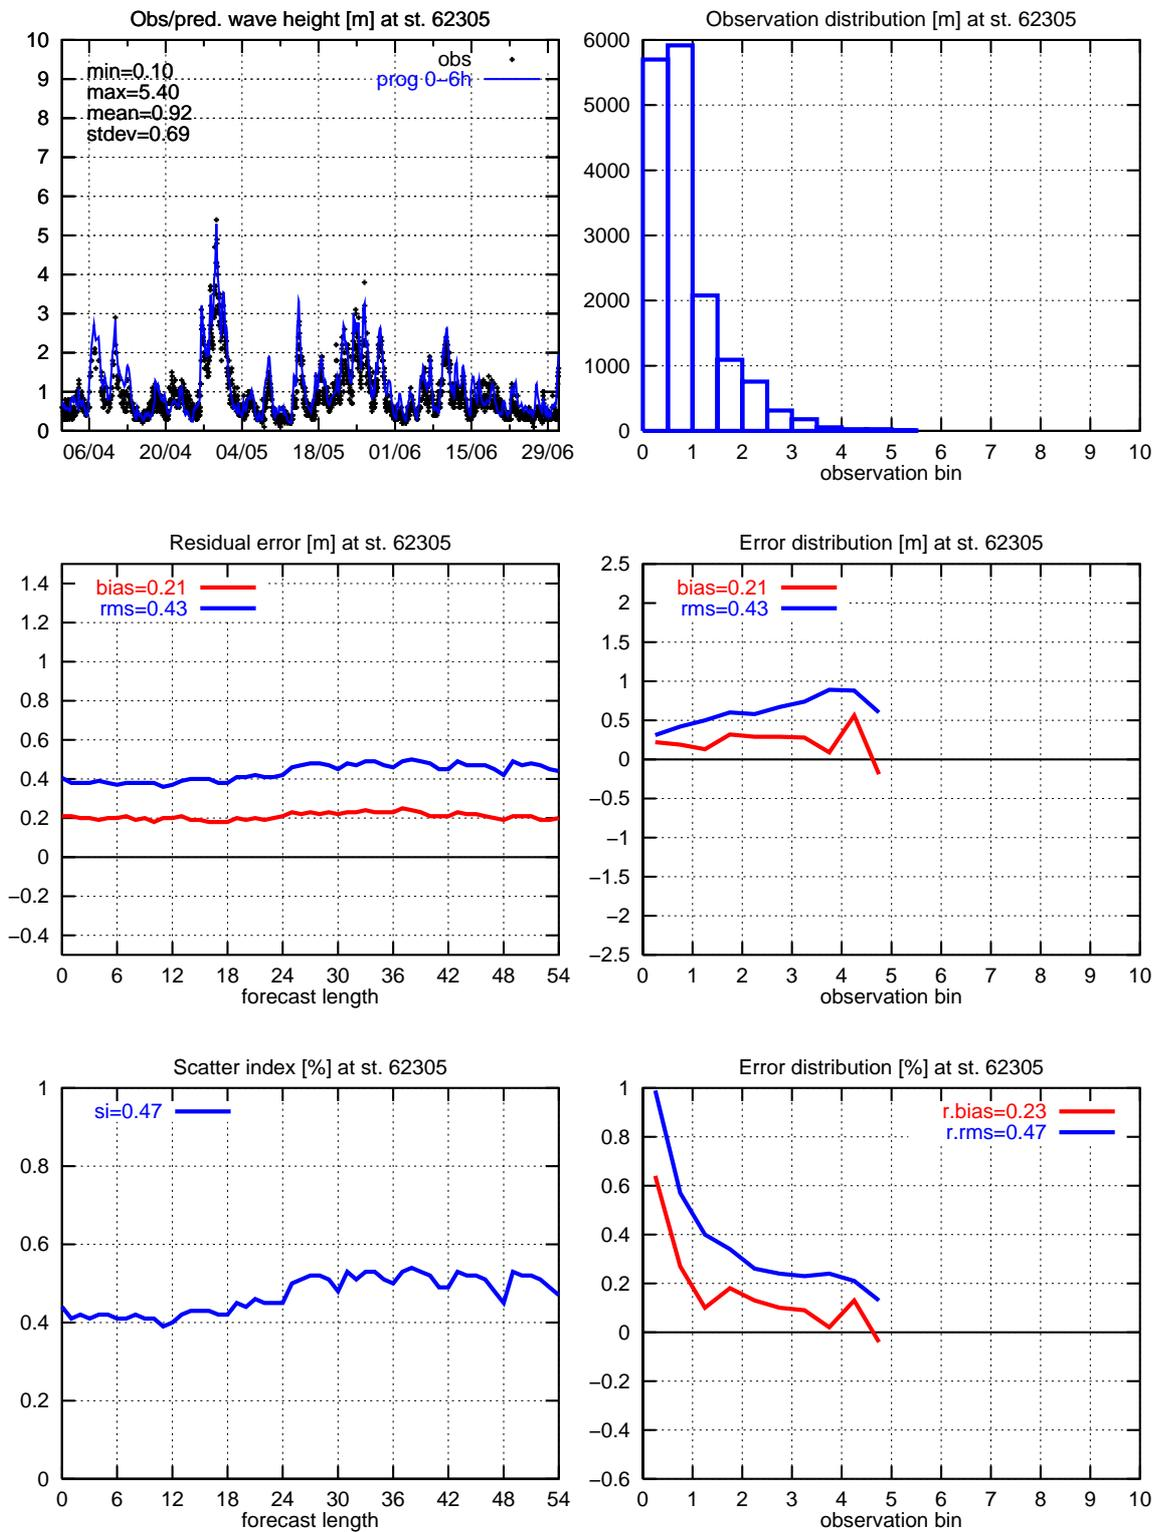 Obs/pred. wave height [m] at st. 62305
10
9
8
7
6
5
4
3
2
1
0
min=0.10
max=5.40
mean=0.92
stdev=0.69
obs
prog 0−6h
06/04 20/04 04/05 18/05 01/06 15/06 29/06
Observation distribution [m] at st. 62305
6000
5000
4000
3000
2000
1000
0
0 1 2 3 4 5 6 7 8 9 10
observation bin
Residual error [m] at st. 62305
1.4
1.2
1
0.8
0.6
0.4
0.2
0
−0.2
−0.4
bias=0.21
rms=0.43
0 6 12 18 24 30 36 42 48 54
forecast length
Error distribution [m] at st. 62305
2.5
2
1.5
1
0.5
0
−0.5
−1
−1.5
−2
−2.5
bias=0.21
rms=0.43
0 1 2 3 4 5 6 7 8 9 10
observation bin
Scatter index [%] at st. 62305
1
0.8
0.6
0.4
0.2
0
si=0.47
0 6 12 18 24 30 36 42 48 54
forecast length
Error distribution [%] at st. 62305
1
0.8
0.6
0.4
0.2
0
−0.2
−0.4
−0.6
r.bias=0.23
r.rms=0.47
0 1 2 3 4 5 6 7 8 9 10
observation bin